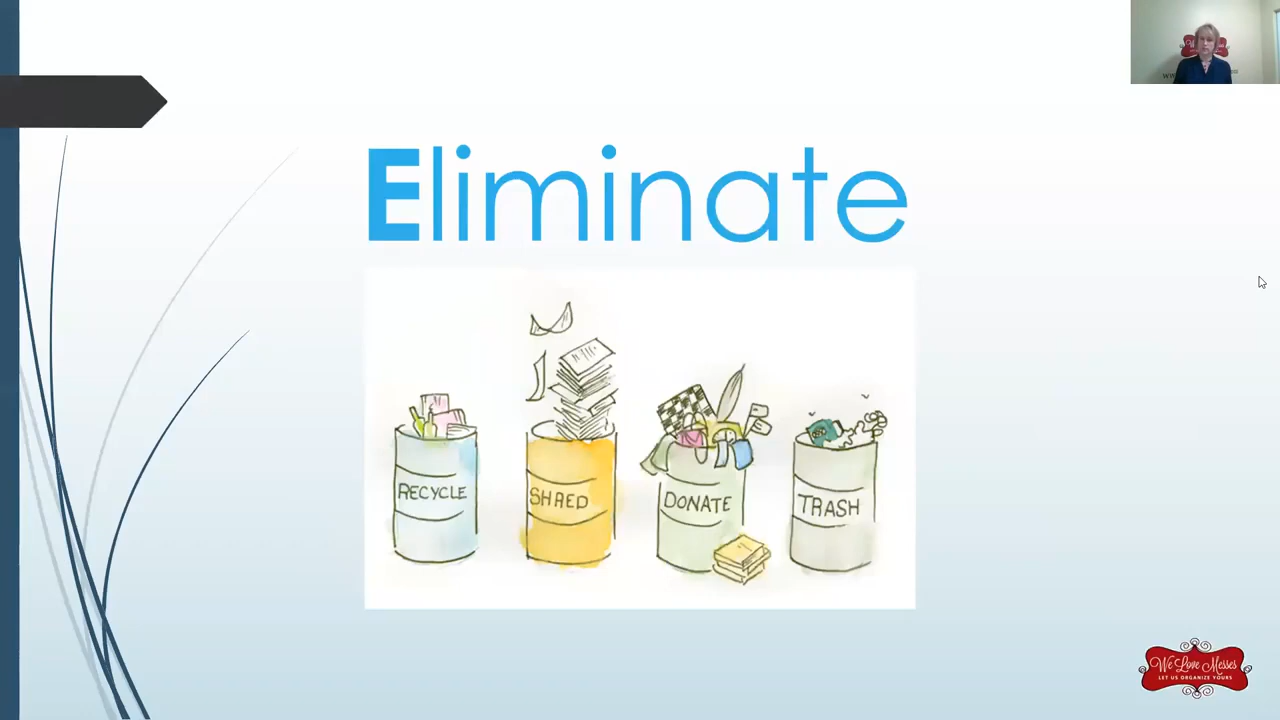 Eliminate
RECYCLE
SHRED
DONATE
TRASH
We Love Messes
LET US ORGANIZE YOURS